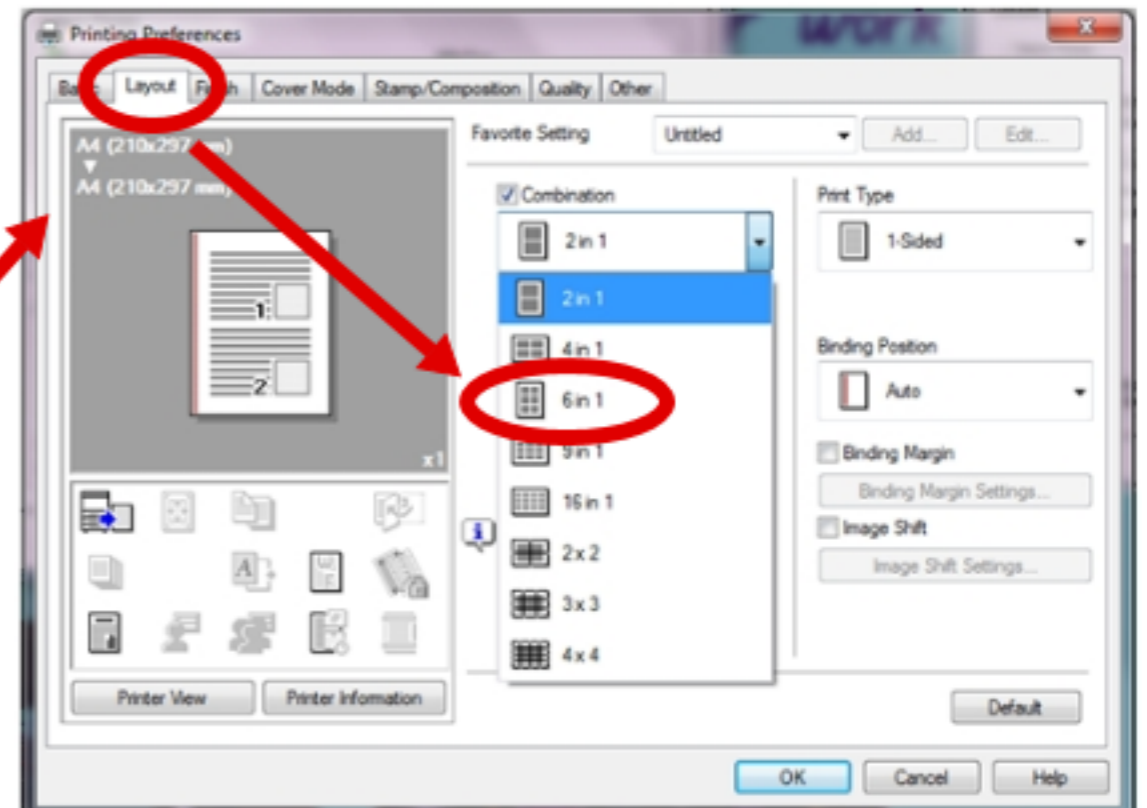 work
Printing Preferences
Layout
Cover Mode
Stamp/Composition
Quality
Other
A4 (210x297 mm)
A4 (210x297 mm)
1
2
x1
Printer View
Printer Information
Favorite Setting
Untitled
Add...
Edit...
Combination
2 in 1
2 in 1
4 in 1
6 in 1
9 in 1
16 in 1
2 x 2
3 x 3
4 x 4
Print Type
1-Sided
Binding Position
Auto
Binding Margin
Binding Margin Settings...
Image Shift
Image Shift Settings...
Default
OK
Cancel
Help